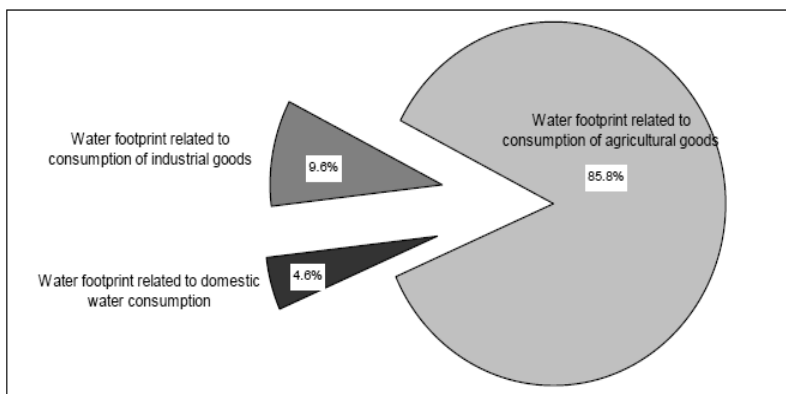 Water footprint related to
consumption of agricultural goods
85.8%
Water footprint related to
consumption of industrial goods
9.6%
Water footprint related to domestic
water consumption
4.6%